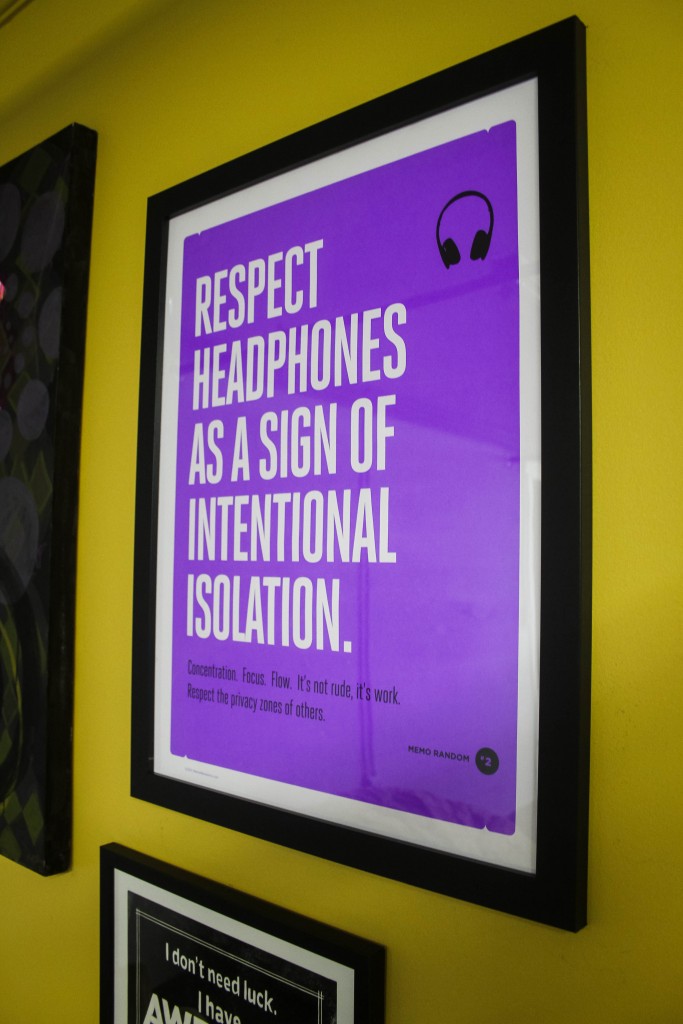 RESPECT
HEADPHONES
AS A SIGN OF
INTENTIONAL
ISOLATION.
Concentration. Focus. Flow. It's not rude, it's work.
Respect the privacy zones of others.
MEMO RANDOM
2
I don't need luck.
I have